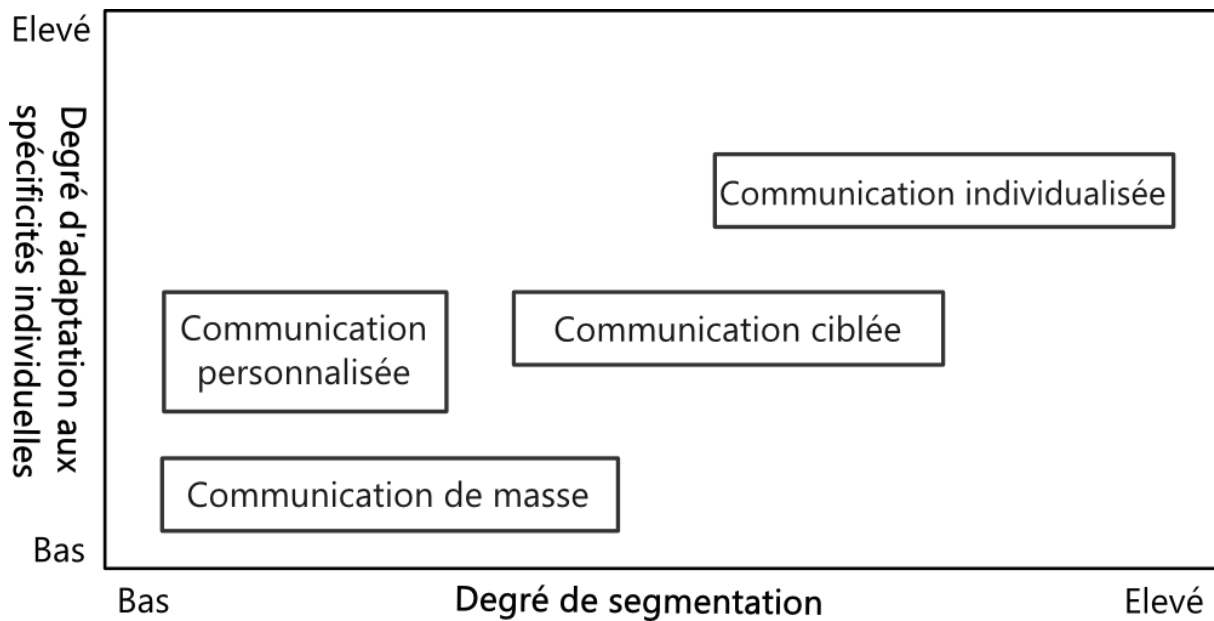 Elevé
Degré d'adaptation aux
spécificités individuelles
Communication individualisée
Communication
personnalisée
Communication ciblée
Communication de masse
Bas
Bas
Degré de segmentation
Elevé